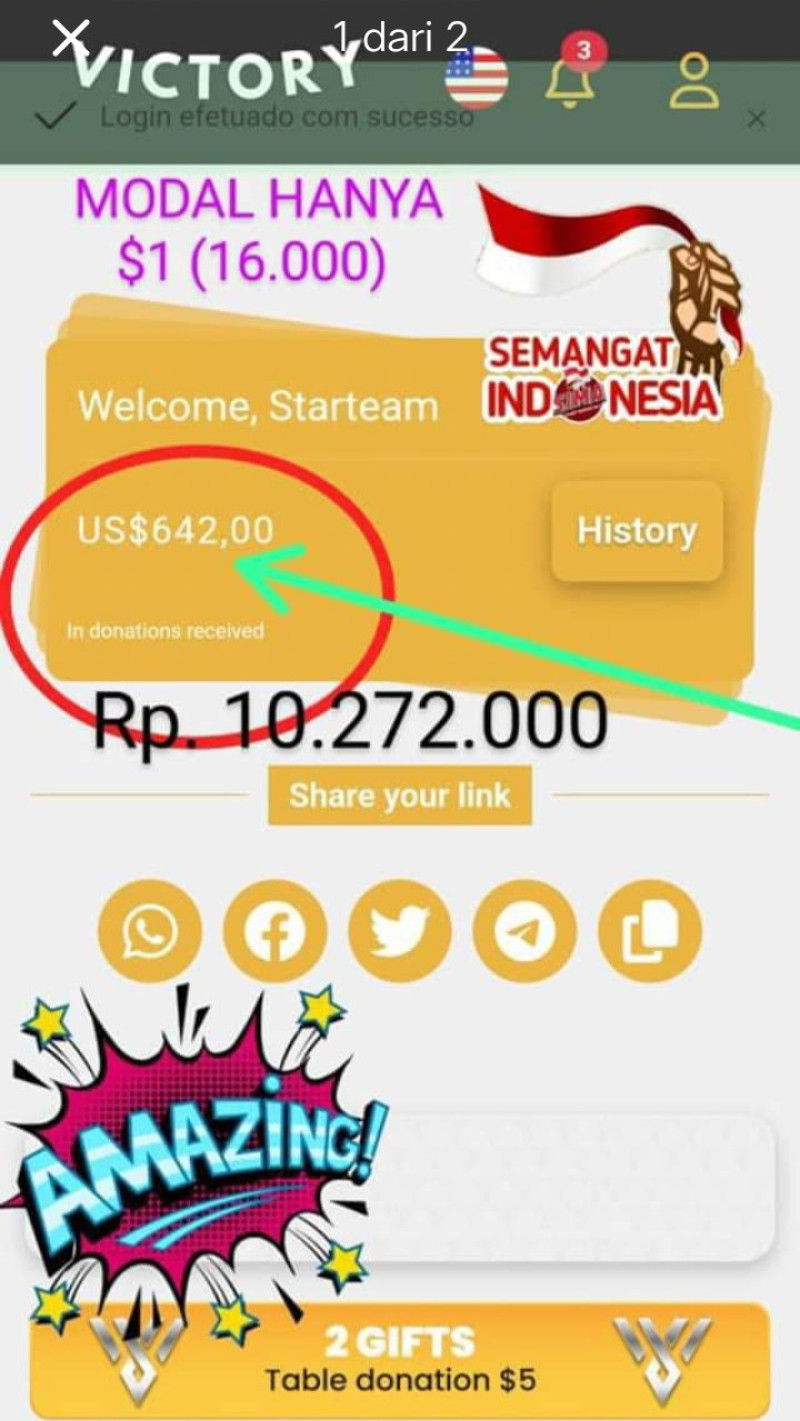 1 dari 2
VICTORY
3
Login efetuado com sucesso
MODAL HANYA
$1 (16.000)
SEMANGAT
INDONESIA
Welcome, Starteam
US$642,00
History
In donations received
Rp. 10.272.000
Share your link
AMAZING!
2 GIFTS
Table donation $5